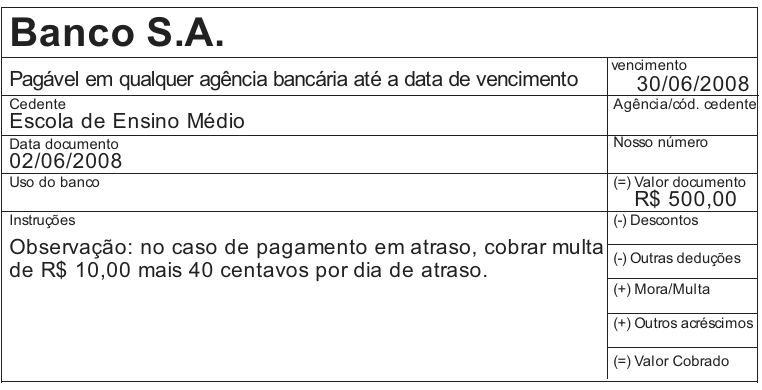 Banco S.A.
Pagável em qualquer agência bancária até a data de vencimento
vencimento
30/06/2008
Cedente
Escola de Ensino Médio
Agência/cód. cedente
Data documento
02/06/2008
Nosso número
Uso do banco
(=) Valor documento
R$ 500,00
Instruções
Observação: no caso de pagamento em atraso, cobrar multa
de R$ 10,00 mais 40 centavos por dia de atraso.
(-) Descontos
(-) Outras deduções
(+) Mora/Multa
(+) Outros acréscimos
(=) Valor Cobrado